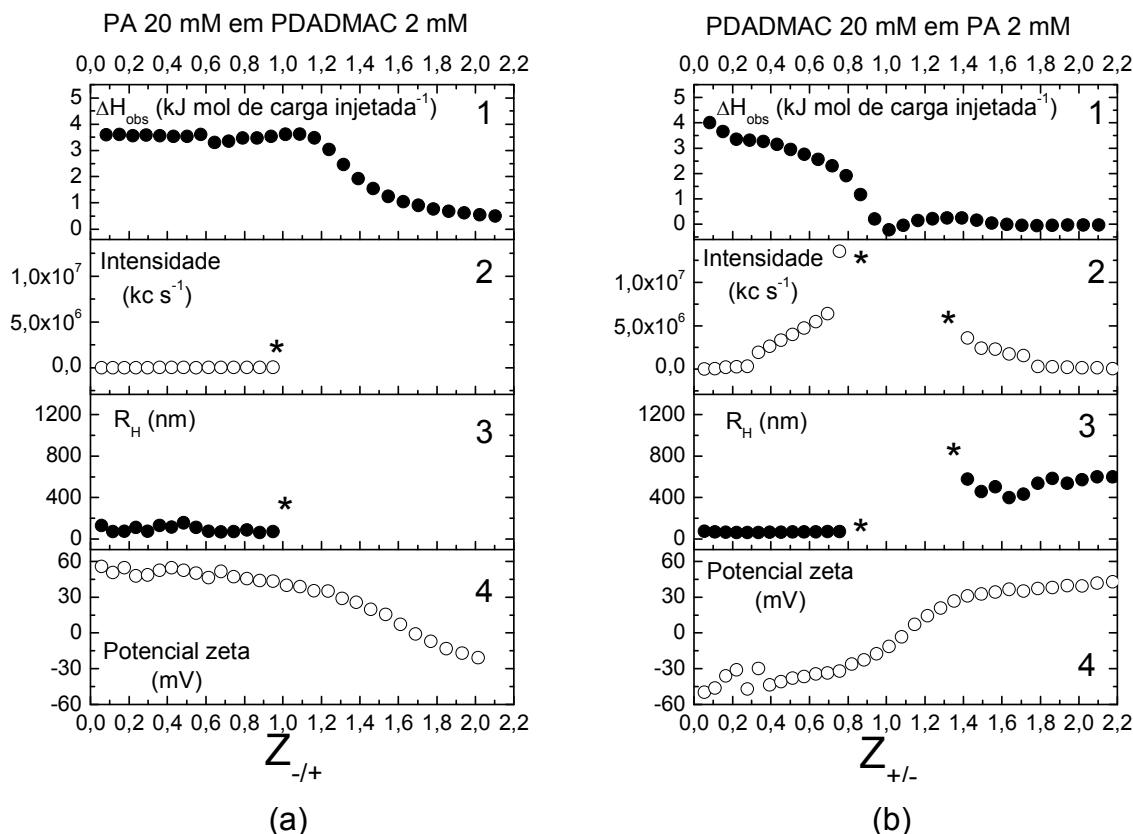 PA 20 mM em PDADMAC 2 mM
0,0 0,2 0,4 0,6 0,8 1,0 1,2 1,4 1,6 1,8 2,0 2,2
ΔH_obs (kJ mol de carga injetada⁻¹)
1
5
4
3
2
1
0
Intensidade
(kc s⁻¹)
2
1,0x10⁷
5,0x10⁶
0,0
*
R_H (nm)
3
1200
800
400
0
*
4
60
30
0
-30
-60
Potencial zeta
(mV)
0,0 0,2 0,4 0,6 0,8 1,0 1,2 1,4 1,6 1,8 2,0 2,2
Z_-/+
(a)
PDADMAC 20 mM em PA 2 mM
0,0 0,2 0,4 0,6 0,8 1,0 1,2 1,4 1,6 1,8 2,0 2,2
ΔH_obs (kJ mol de carga injetada⁻¹)
1
5
4
3
2
1
0
Intensidade
(kc s⁻¹)
2
*
*
1,0x10⁷
5,0x10⁶
0,0
R_H (nm)
3
*
*
1200
800
400
0
Potencial zeta
(mV)
4
60
30
0
-30
-60
0,0 0,2 0,4 0,6 0,8 1,0 1,2 1,4 1,6 1,8 2,0 2,2
Z_+/-
(b)